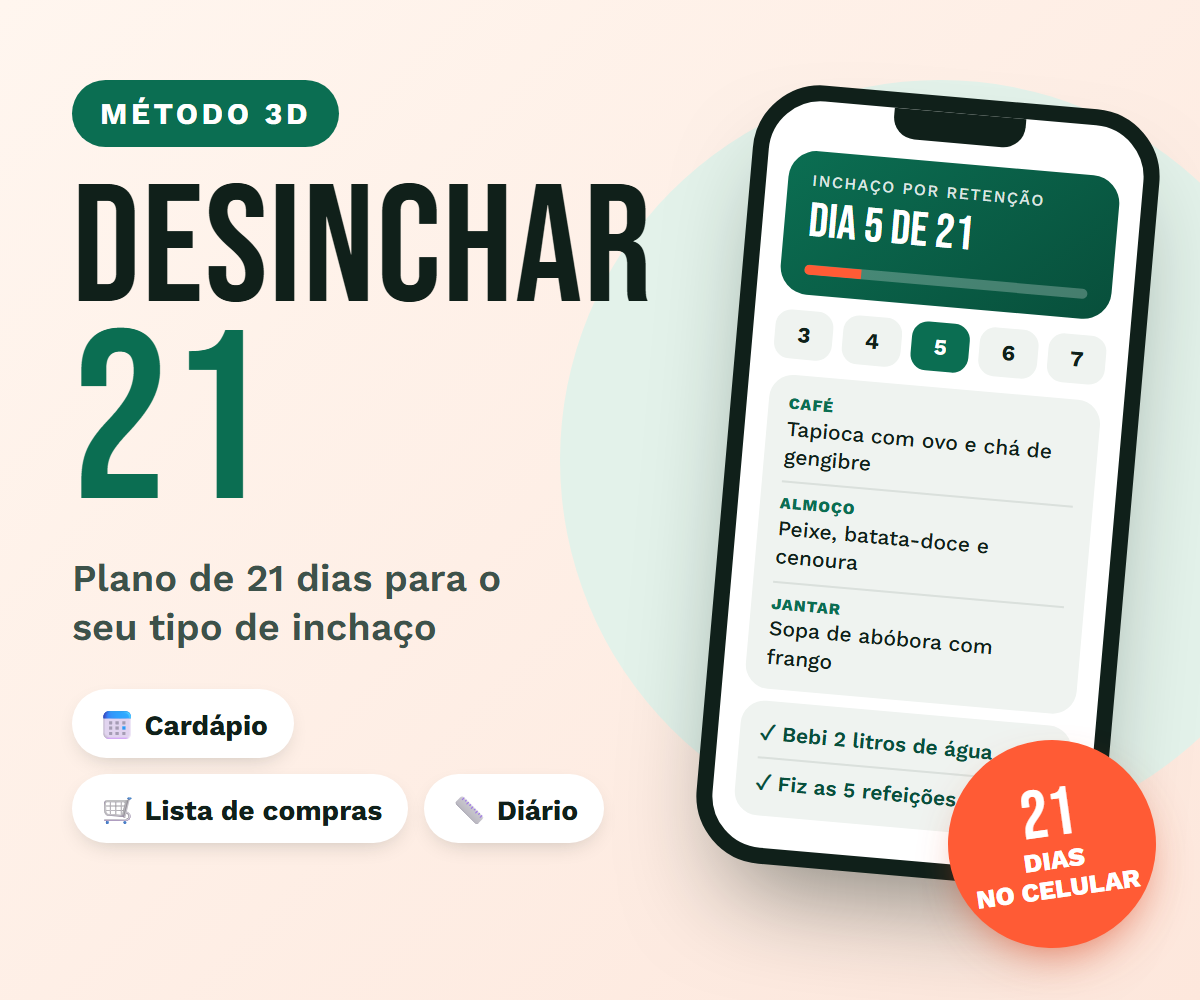 MÉTODO 3D
DESINCHAR
21
Plano de 21 dias para o
seu tipo de inchaço
Cardápio
Lista de compras
Diário
INCHAÇO POR RETENÇÃO
DIA 5 DE 21
3 4 5 6 7
CAFÉ
Tapioca com ovo e chá de
gengibre
ALMOÇO
Peixe, batata-doce e
cenoura
JANTAR
Sopa de abóbora com
frango
✓ Bebi 2 litros de água
✓ Fiz as 5 refeições
21
DIAS
NO CELULAR